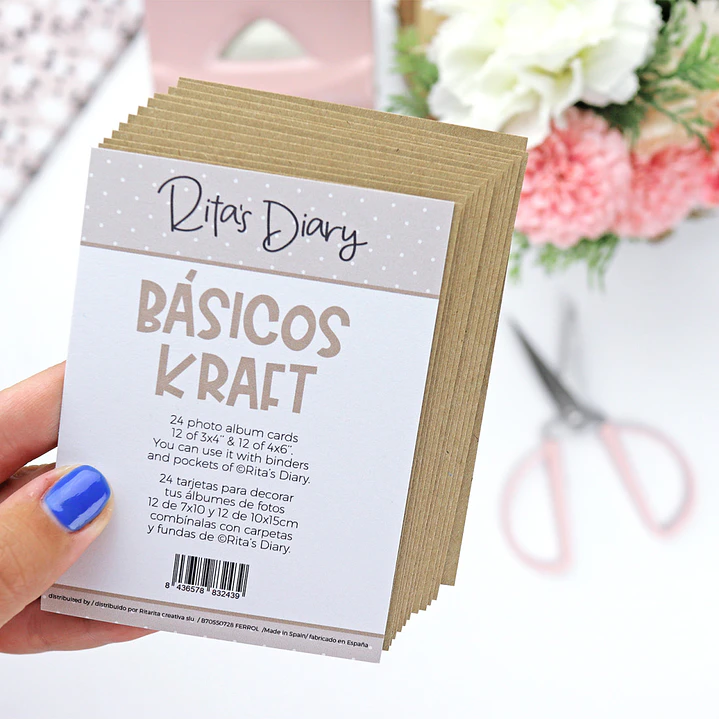 Rita's Diary
BÁSICOS
KRAFT
24 photo album cards
12 of 3x4" & 12 of 4x6".
You can use it with binders
and pockets of ©Rita's Diary.
24 tarjetas para decorar
tus álbumes de fotos
12 de 7x10 y 12 de 10x15cm
combínalas con carpetas
y fundas de ©Rita's Diary.
8 436578 832439
distribuired by / distribuido por Ritarita creativa slu / B70550728 FERROL /Made in Spain/ fabricado en España